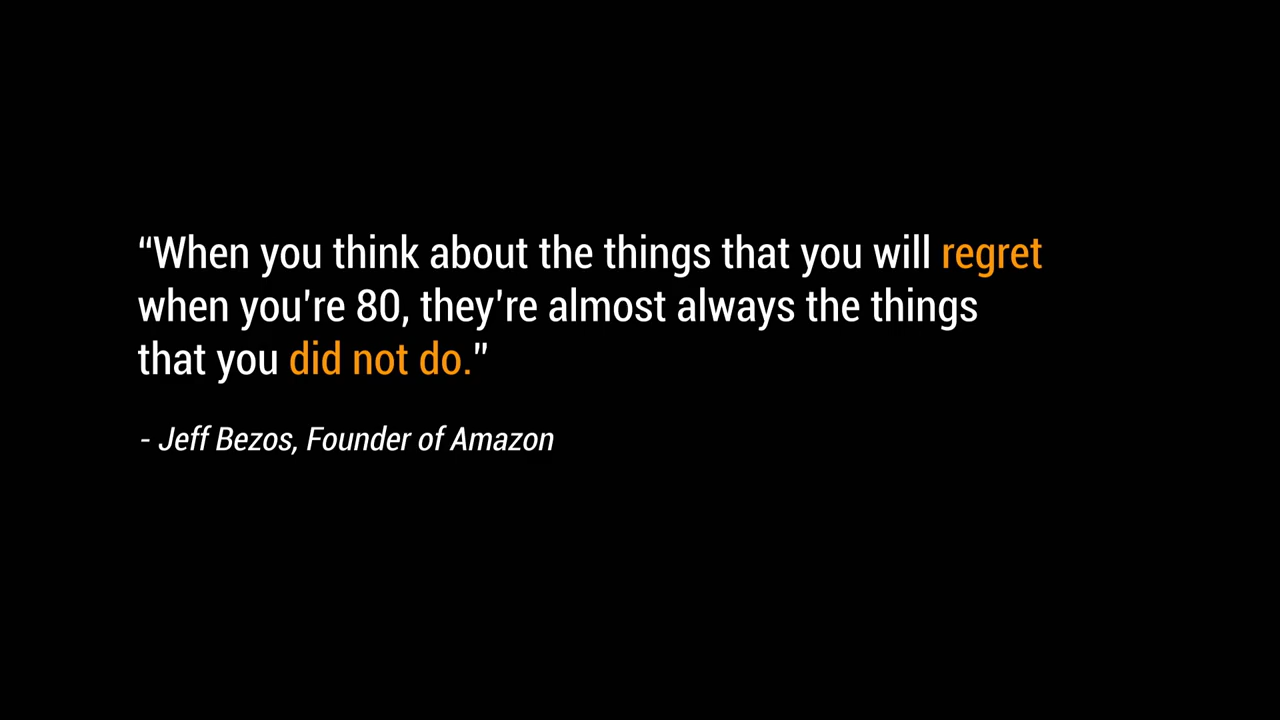 “When you think about the things that you will regret
when you're 80, they're almost always the things
that you did not do.”
- Jeff Bezos, Founder of Amazon